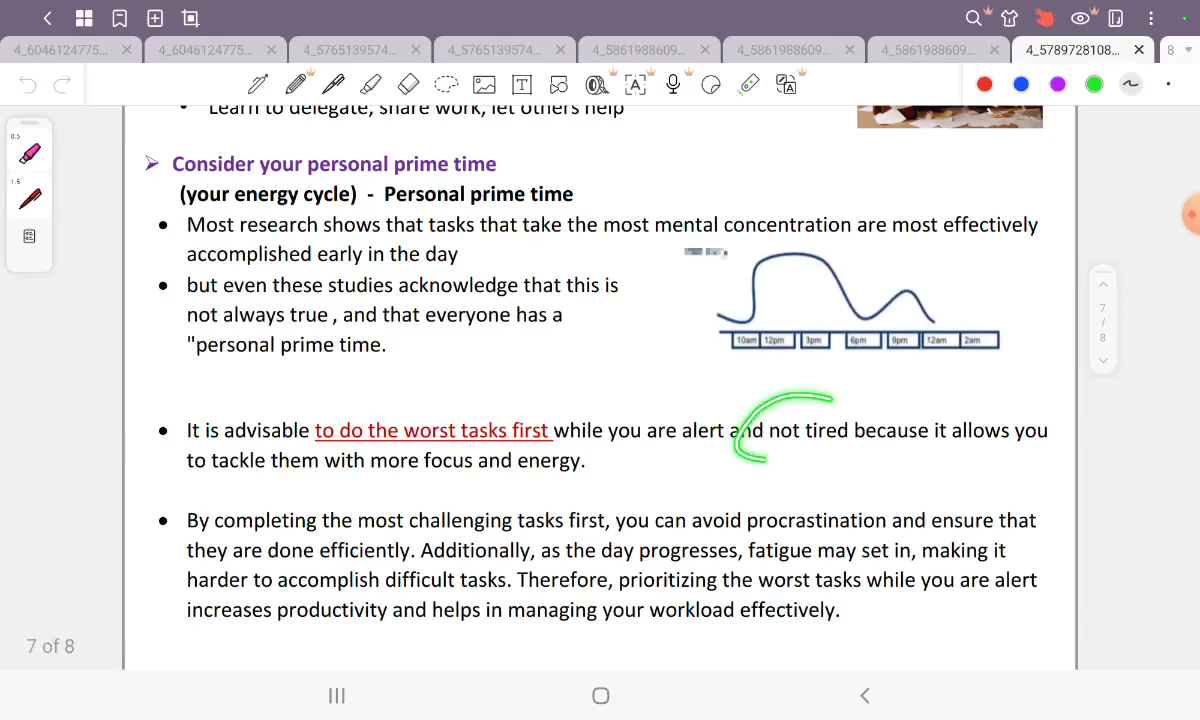 4_6046124775...
4_6046124775...
4_5765139574...
4_5765139574...
4_5861988609...
4_5861988609...
4_5861988609...
4_5789728108...
8
0.5
1.5
• Learn to delegate, share work, let others help
➢ Consider your personal prime time
(your energy cycle) - Personal prime time
• Most research shows that tasks that take the most mental concentration are most effectively
accomplished early in the day
• but even these studies acknowledge that this is
not always true , and that everyone has a
"personal prime time.
10am 12pm 3pm 6pm 9pm 12am 2am
• It is advisable to do the worst tasks first while you are alert and not tired because it allows you
to tackle them with more focus and energy.
• By completing the most challenging tasks first, you can avoid procrastination and ensure that
they are done efficiently. Additionally, as the day progresses, fatigue may set in, making it
harder to accomplish difficult tasks. Therefore, prioritizing the worst tasks while you are alert
increases productivity and helps in managing your workload effectively.
7
/
8
7 of 8